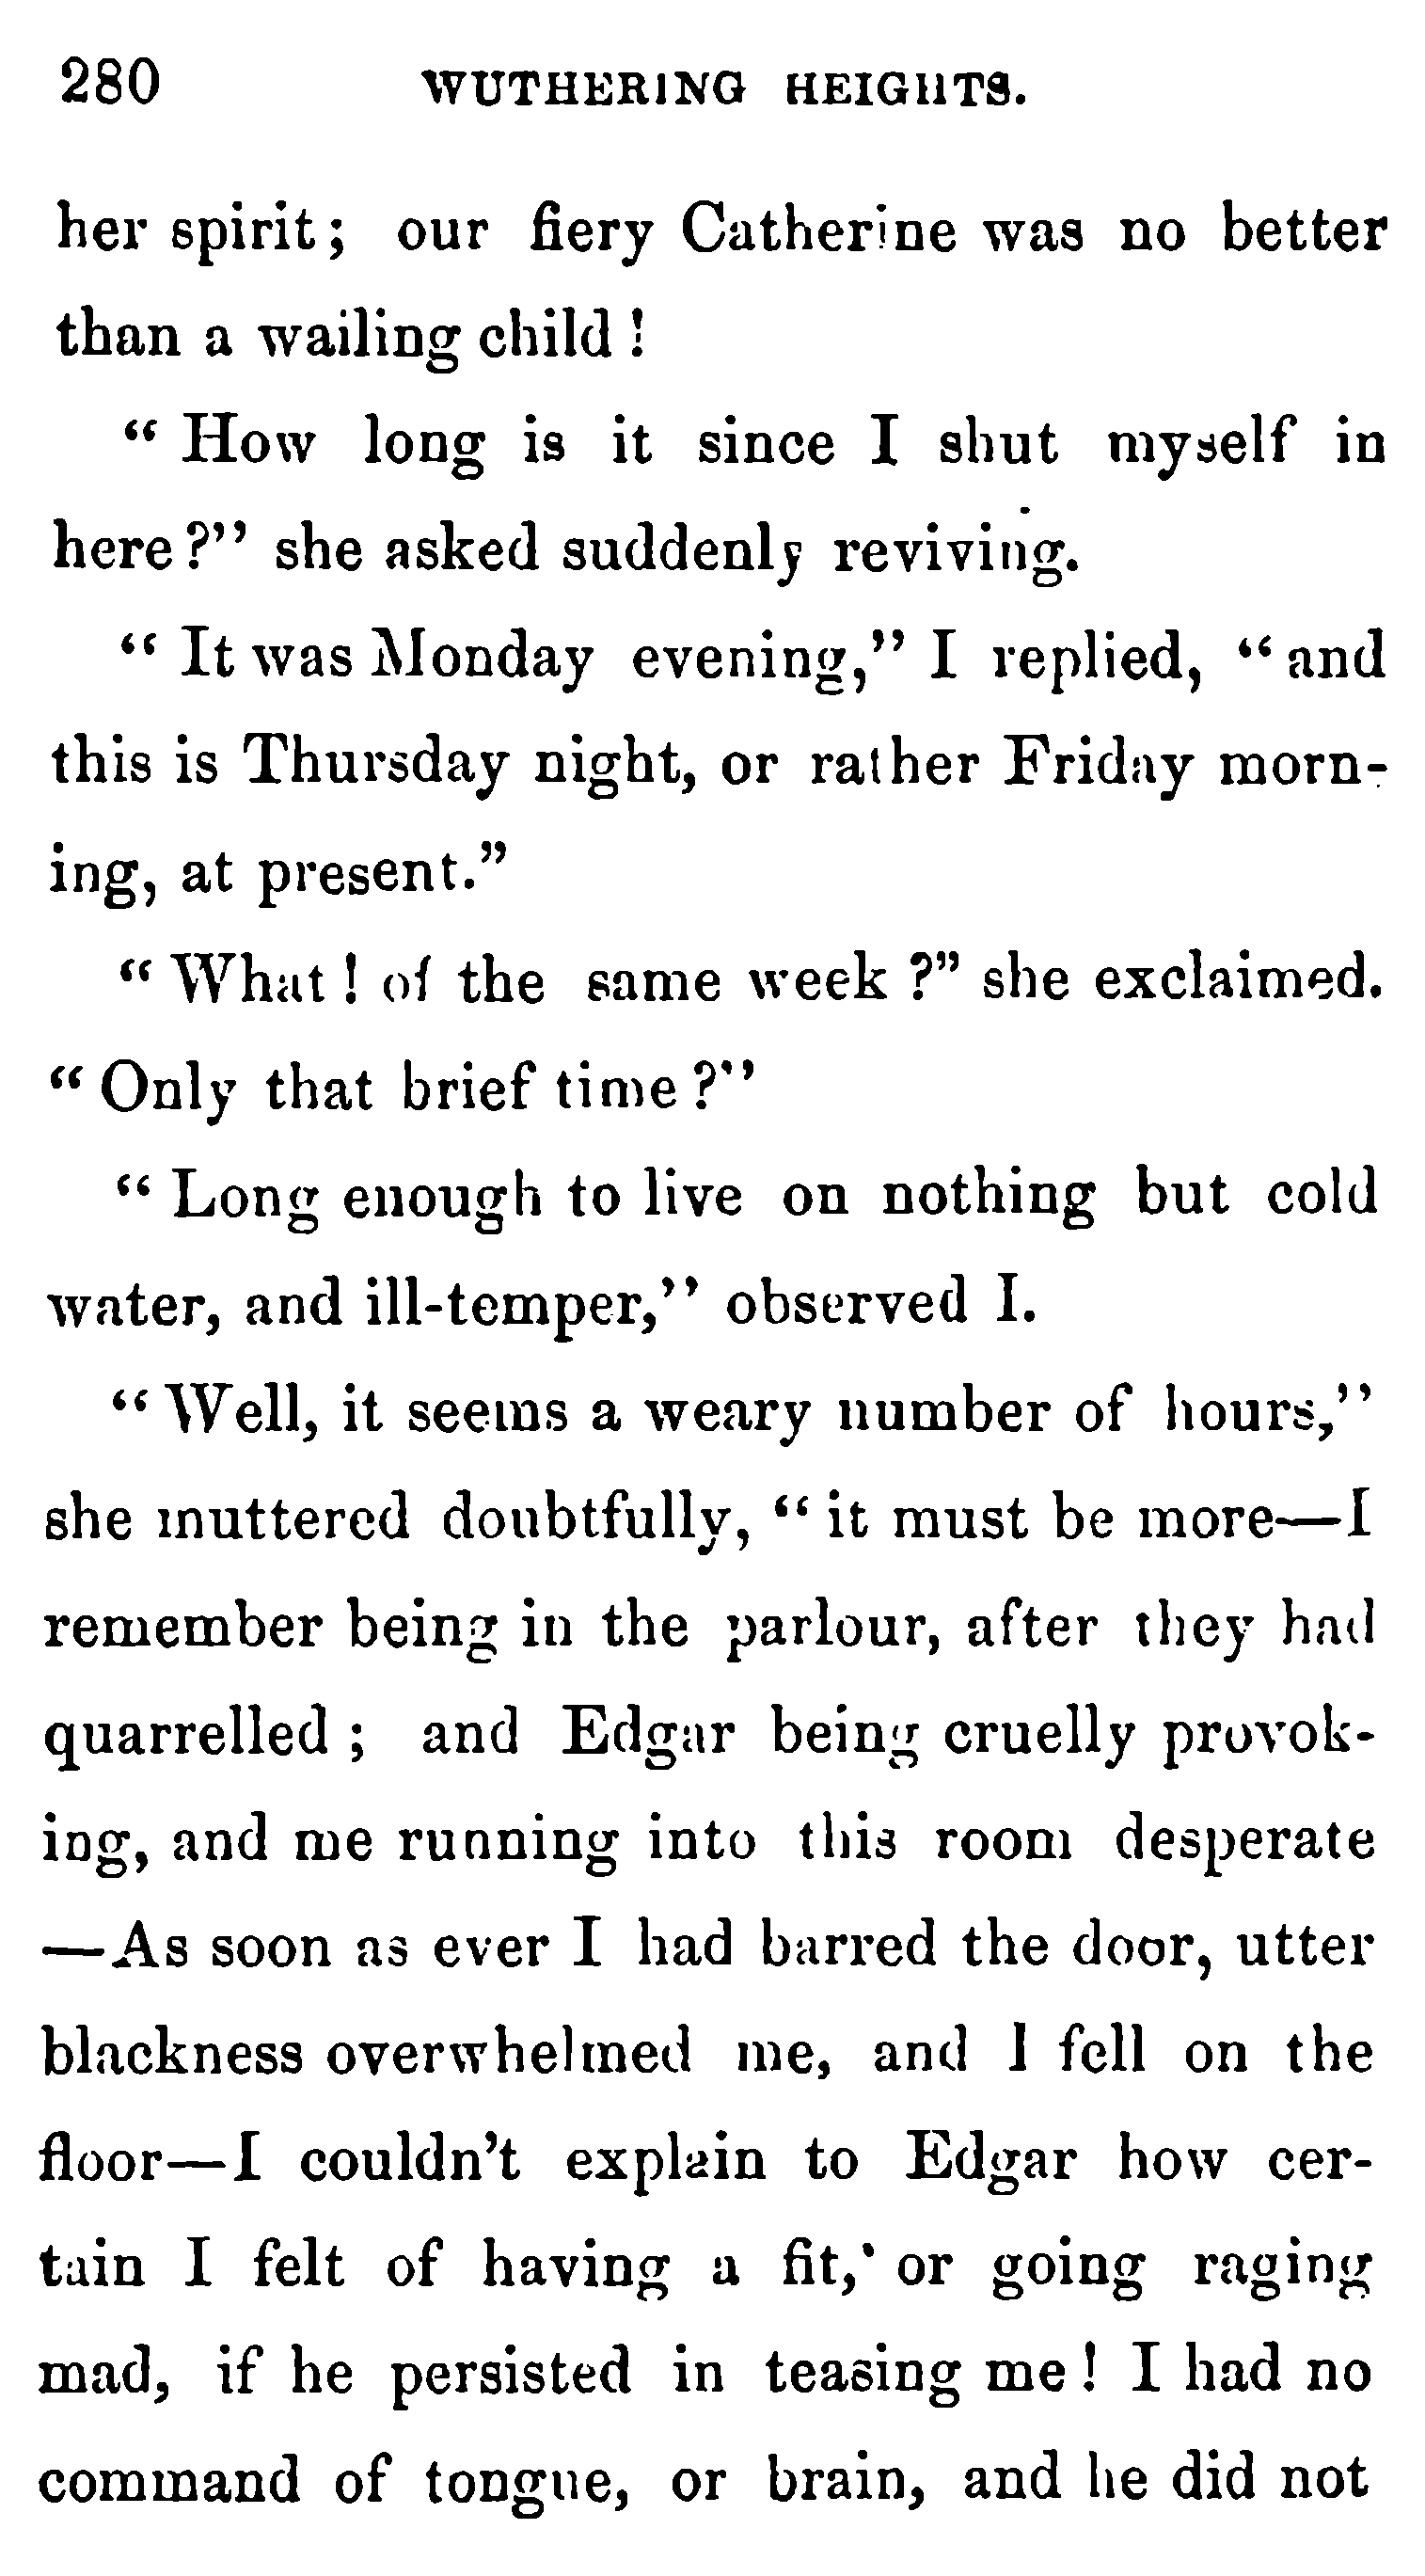 280 WUTHERING HEIGHTS.
her spirit; our fiery Catherine was no better
than a wailing child!
“How long is it since I shut myself in
here?” she asked suddenly reviving.
“It was Monday evening,” I replied, “and
this is Thursday night, or rather Friday morn-
ing, at present.”
“What! of the same week?” she exclaimed.
“Only that brief time?”
“Long enough to live on nothing but cold
water, and ill-temper,” observed I.
“Well, it seems a weary number of hours,”
she muttered doubtfully, “it must be more—I
remember being in the parlour, after they had
quarrelled; and Edgar being cruelly provok-
ing, and me running into this room desperate
—As soon as ever I had barred the door, utter
blackness overwhelmed me, and I fell on the
floor—I couldn't explain to Edgar how cer-
tain I felt of having a fit, or going raging
mad, if he persisted in teasing me! I had no
command of tongue, or brain, and he did not